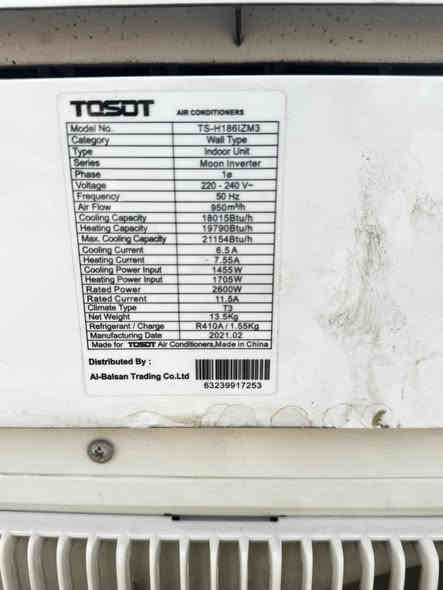 TOSOT AIR CONDITIONERS
Model No. TS-H186IZM3
Category Wall Type
Type Indoor Unit
Series Moon Inverter
Phase 1ø
Voltage 220 - 240 V~
Frequency 50 Hz
Air Flow 950m³/h
Cooling Capacity 18015Btu/h
Heating Capacity 19790Btu/h
Max. Cooling Capacity 21154Btu/h
Cooling Current 6.5A
Heating Current 7.55A
Cooling Power Input 1455W
Heating Power Input 1705W
Rated Power 2600W
Rated Current 11.5A
Climate Type T3
Net Weight 13.5Kg
Refrigerant / Charge R410A / 1.55Kg
Manufacturing Date 2021.02
Made for TOSOT Air Conditioners,Made in China
Distributed By :
Al-Balsan Trading Co.Ltd
63239917253